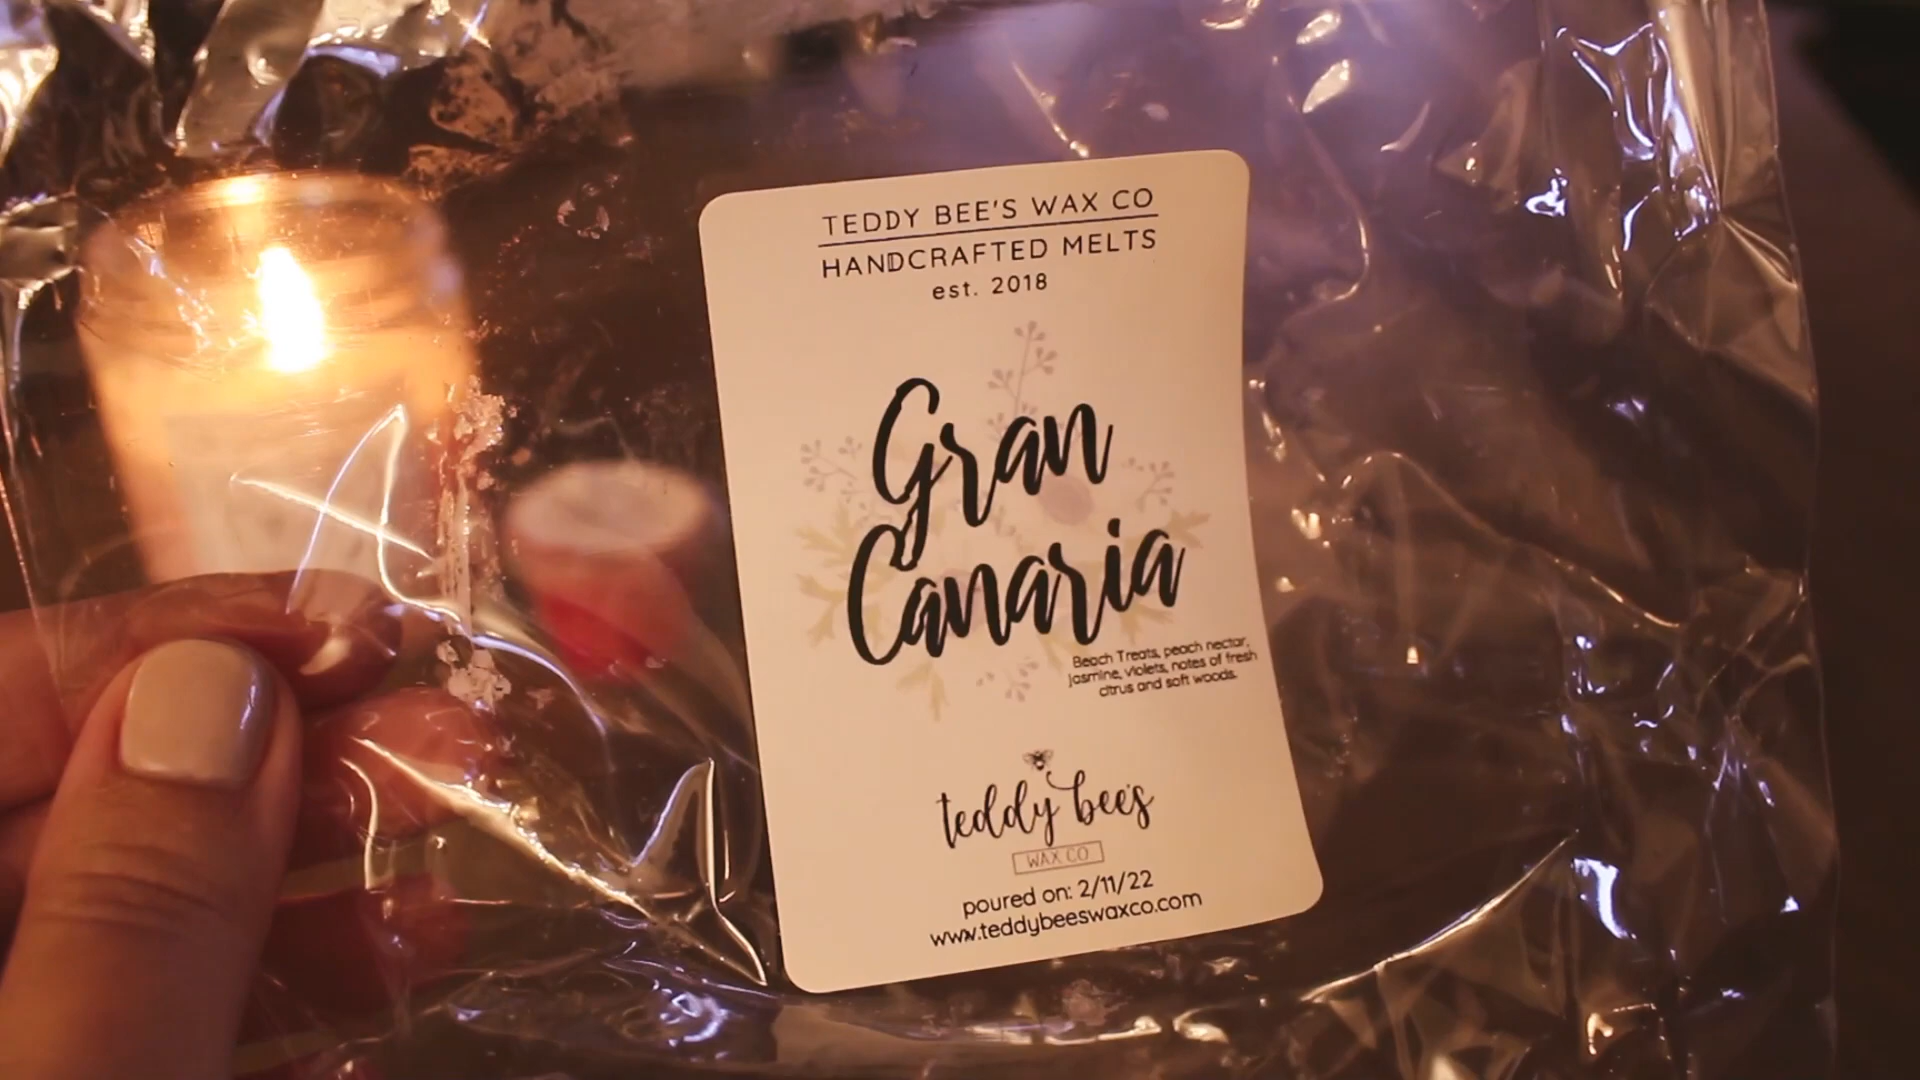 TEDDY BEE'S WAX CO
HANDCRAFTED MELTS
est. 2018
Gran
Canaria
Beach Treats, peach nectar,
Jasmine, violets, notes of fresh
citrus and soft woods.
teddy bee's
WAX CO
poured on: 2/11/22
www.teddybeeswaxco.com